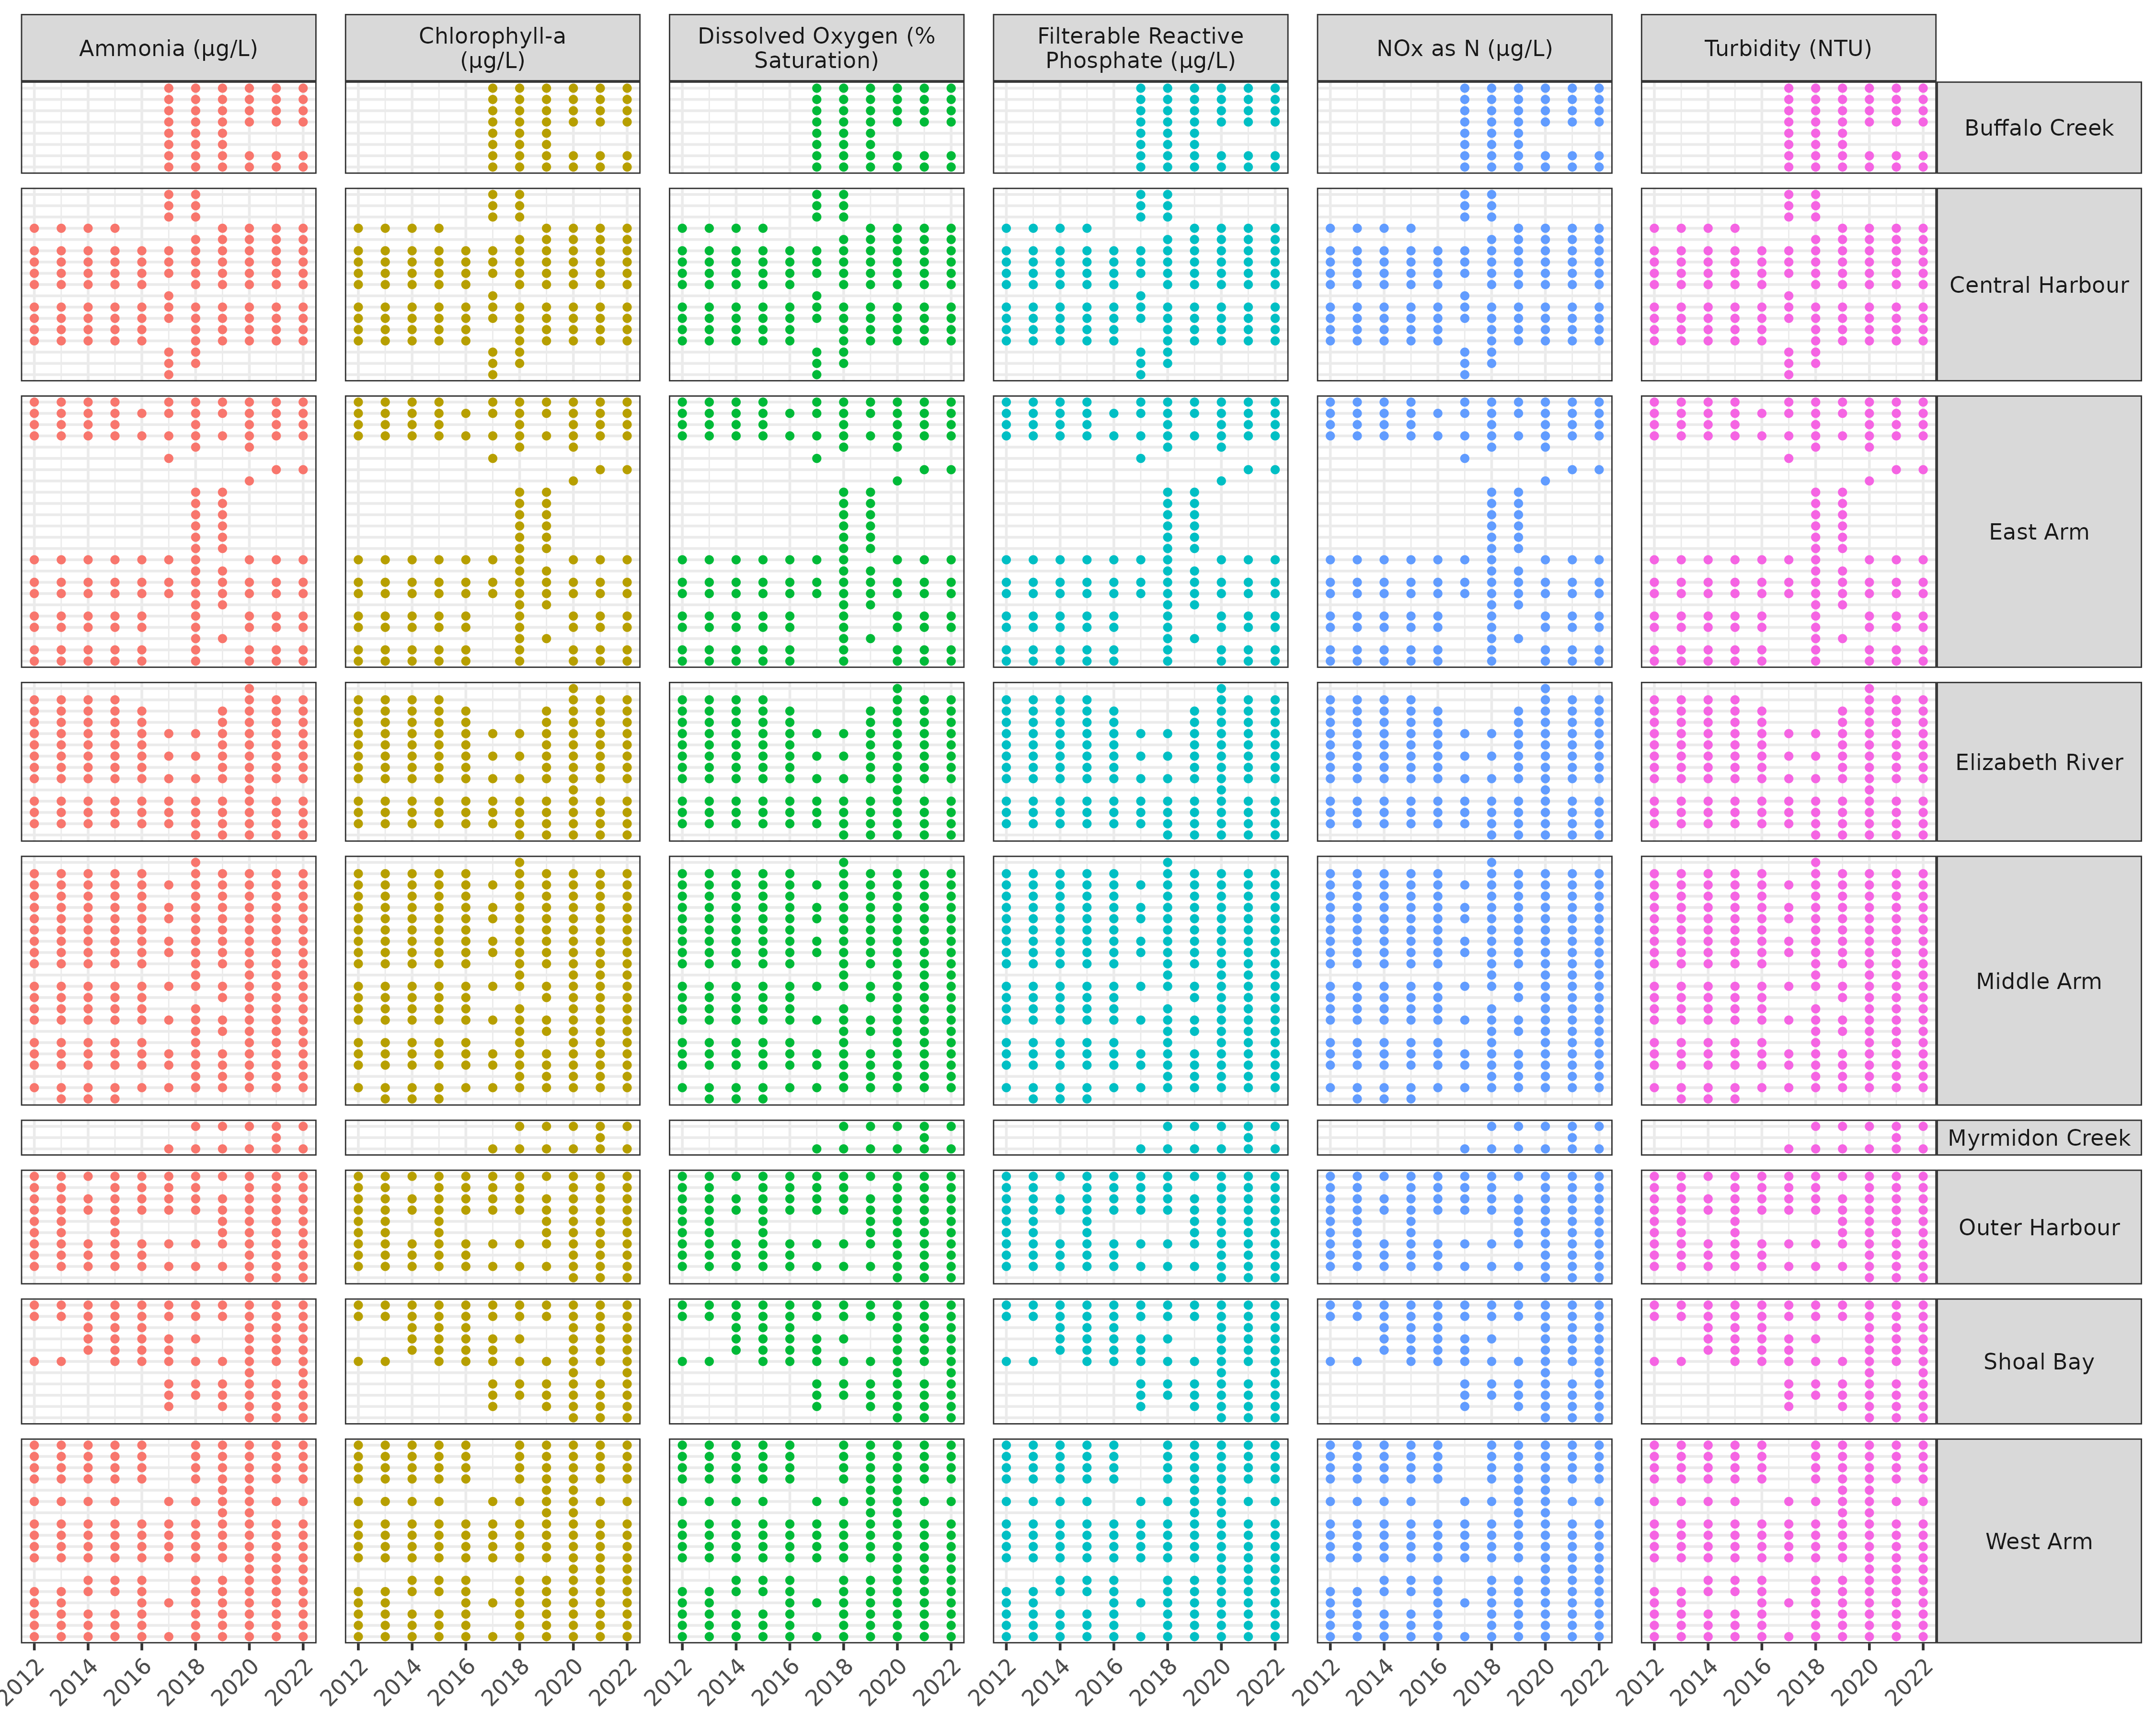 Ammonia (µg/L)
Chlorophyll-a
(µg/L)
Dissolved Oxygen (%
Saturation)
Filterable Reactive
Phosphate (µg/L)
NOx as N (µg/L)
Turbidity (NTU)
Buffalo Creek
Central Harbour
East Arm
Elizabeth River
Middle Arm
Myrmidon Creek
Outer Harbour
Shoal Bay
West Arm
2012 2014 2016 2018 2020 2022
2012 2014 2016 2018 2020 2022
2012 2014 2016 2018 2020 2022
2012 2014 2016 2018 2020 2022
2012 2014 2016 2018 2020 2022
2012 2014 2016 2018 2020 2022